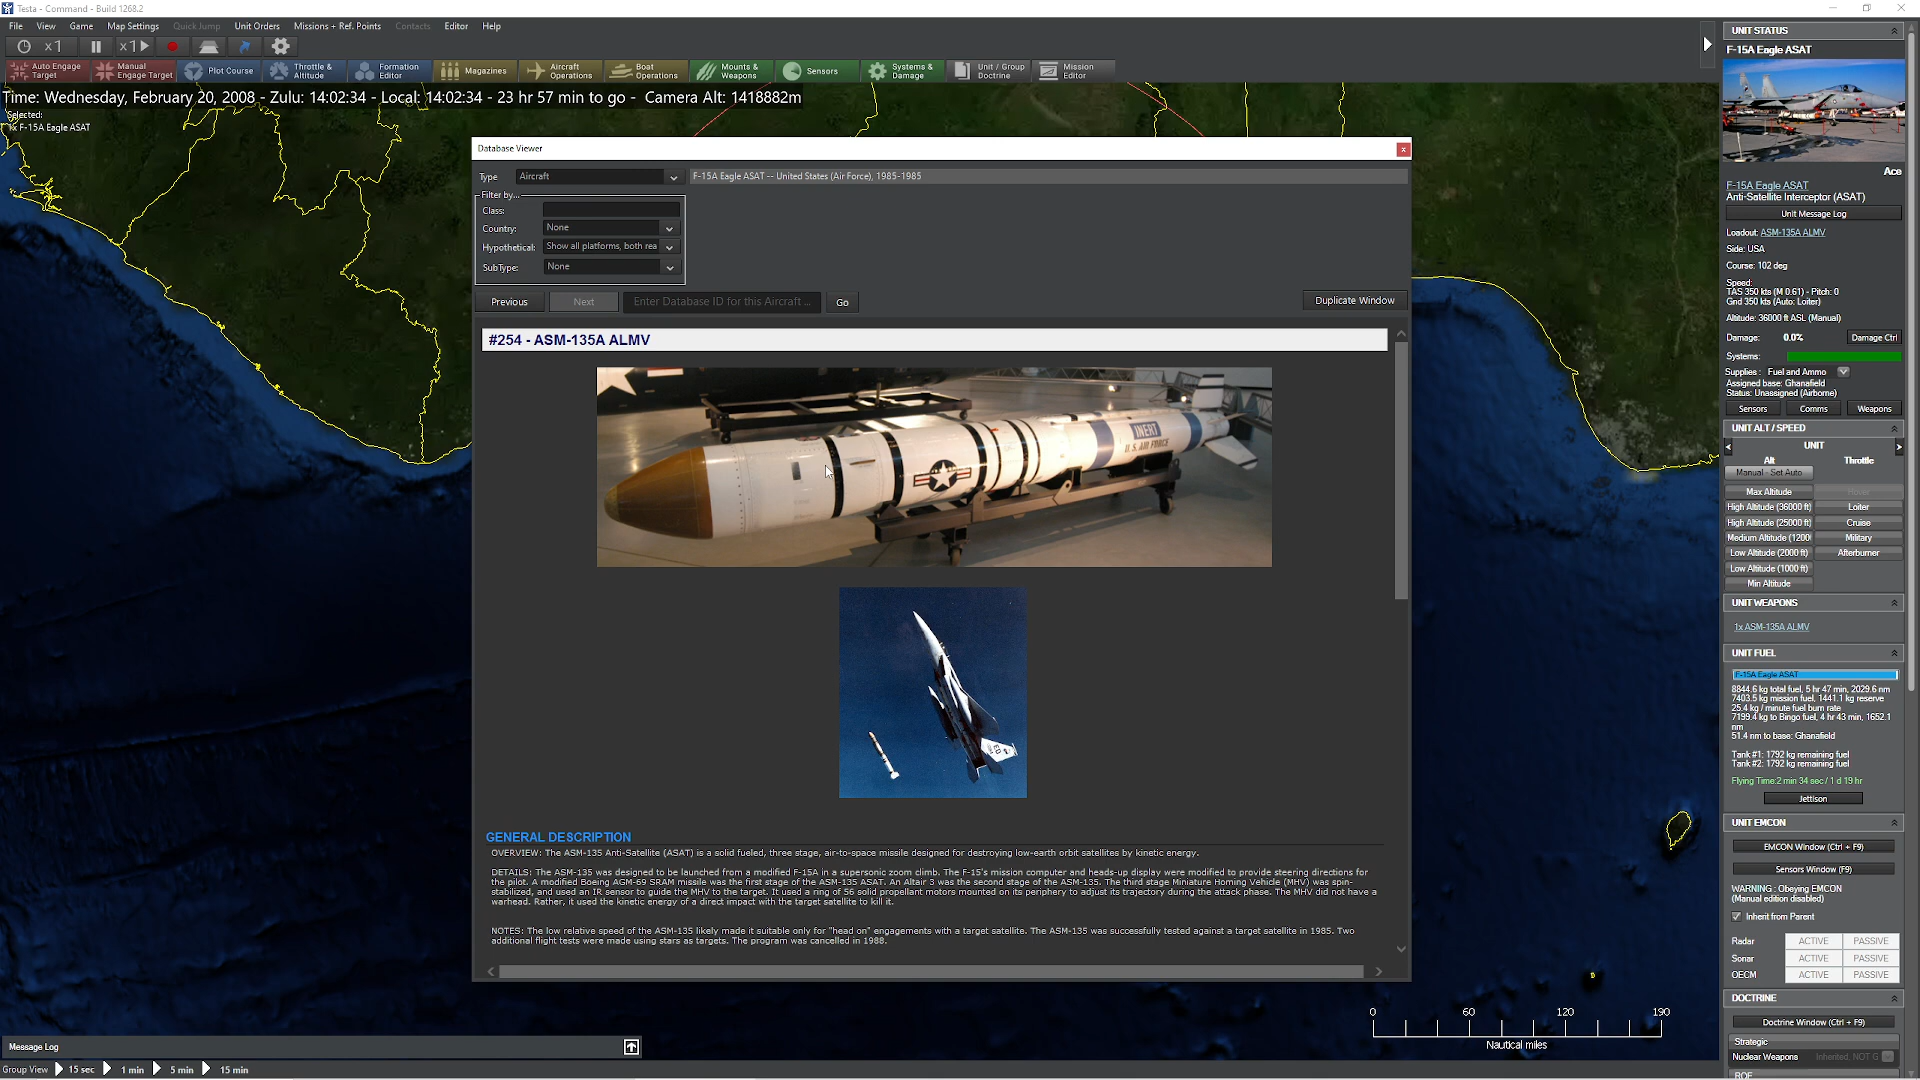 Testa - Command - Build 1268.2
File View Game Map Settings Quick Jump Unit Orders Missions + Ref. Points Contacts Editor Help
x1 x1
Auto Engage Target
Manual Engage Target
Plot Course
Throttle & Altitude
Formation Editor
Magazines
Aircraft Operations
Boat Operations
Mounts & Weapons
Sensors
Systems & Damage
Unit / Group Doctrine
Mission Editor
Time: Wednesday, February 20, 2008 - Zulu: 14:02:34 - Local: 14:02:34 - 23 hr 57 min to go - Camera Alt: 1418882m
Selected:
1x F-15A Eagle ASAT
Database Viewer
x
Type Aircraft F-15A Eagle ASAT -- United States (Air Force), 1985-1985
Filter by...
Class:
Country: None
Hypothetical: Show all platforms, both rea
SubType: None
Previous Next Enter Database ID for this Aircraft ... Go Duplicate Window
#254 - ASM-135A ALMV
INERT
U.S. AIR FORCE
GENERAL DESCRIPTION
OVERVIEW: The ASM-135 Anti-Satellite (ASAT) is a solid fueled, three stage, air-to-space missile designed for destroying low-earth orbit satellites by kinetic energy.
DETAILS: The ASM-135 was designed to be launched from a modified F-15A in a supersonic zoom climb. The F-15's mission computer and heads-up display were modified to provide steering directions for
the pilot. A modified Boeing AGM-69 SRAM missile was the first stage of the ASM-135 ASAT. An Altair 3 was the second stage of the ASM-135. The third stage Miniature Homing Vehicle (MHV) was spin-
stabilized, and used an IR sensor to guide the MHV to the target. It used a ring of 56 solid propellant motors mounted on its periphery to adjust its trajectory during the attack phase. The MHV did not have a
warhead. Rather, it used the kinetic energy of a direct impact with the target satellite to kill it.
NOTES: The low relative speed of the ASM-135 likely made it suitable only for "head on" engagements with a target satellite. The ASM-135 was successfully tested against a target satellite in 1985. Two
additional flight tests were made using stars as targets. The program was cancelled in 1988.
0 60 120 190
Nautical miles
Message Log
Group View 15 sec 1 min 5 min 15 min
UNIT STATUS
F-15A Eagle ASAT
Ace
F-15A Eagle ASAT
Anti-Satellite Interceptor (ASAT)
Unit Message Log
Loadout: ASM-135A ALMV
Side: USA
Course: 102 deg
Speed:
TAS 350 kts (M 0.61) - Pitch: 0
Gnd 350 kts (Auto: Loiter)
Altitude: 36000 ft ASL (Manual)
Damage: 0.0% Damage Ctrl
Systems:
Supplies : Fuel and Ammo
Assigned base: Ghanafield
Status: Unassigned (Airborne)
Sensors Comms Weapons
UNIT ALT / SPEED
< UNIT >
Alt Throttle
Manual - Set Auto
Max Altitude Hover
High Altitude (36000 ft) Loiter
High Altitude (25000 ft) Cruise
Medium Altitude (1200 Military
Low Altitude (2000 ft) Afterburner
Low Altitude (1000 ft)
Min Altitude
UNIT WEAPONS
1x ASM-135A ALMV
UNIT FUEL
F-15A Eagle ASAT
8844.6 kg total fuel, 5 hr 47 min, 2029.6 nm
7403.5 kg mission fuel, 1441.1 kg reserve
25.4 kg / minute fuel burn rate
7199.4 kg to Bingo fuel, 4 hr 43 min, 1652.1
nm
51.4 nm to base: Ghanafield
Tank #1: 1792 kg remaining fuel
Tank #2: 1792 kg remaining fuel
Flying Time:2 min 34 sec / 1 d 19 hr
Jettison
UNIT EMCON
EMCON Window (Ctrl + F9)
Sensors Window (F9)
WARNING : Obeying EMCON
(Manual edition disabled)
Inherit from Parent
Radar ACTIVE PASSIVE
Sonar ACTIVE PASSIVE
OECM ACTIVE PASSIVE
DOCTRINE
Doctrine Window (Ctrl + F9)
Strategic
Nuclear Weapons Inherited, NOT G
ROE